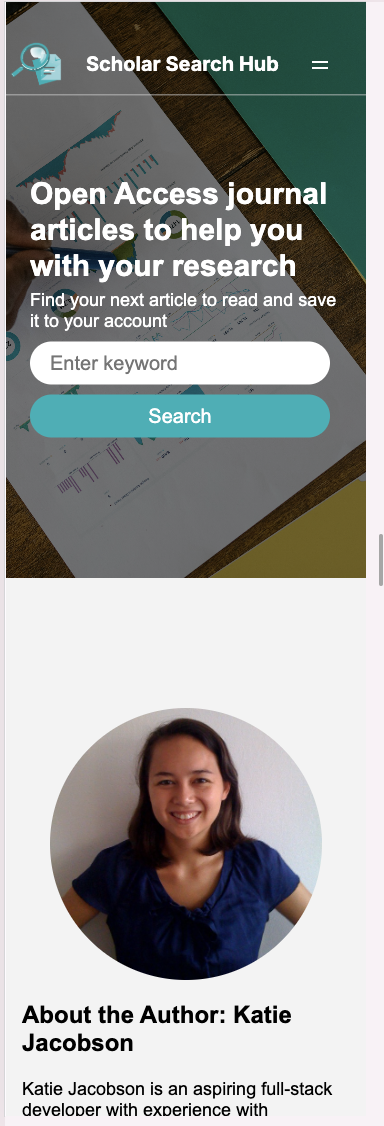 Scholar Search Hub
Open Access journal
articles to help you
with your research
Find your next article to read and save
it to your account
Enter keyword
Search
About the Author: Katie
Jacobson
Katie Jacobson is an aspiring full-stack
developer with experience with